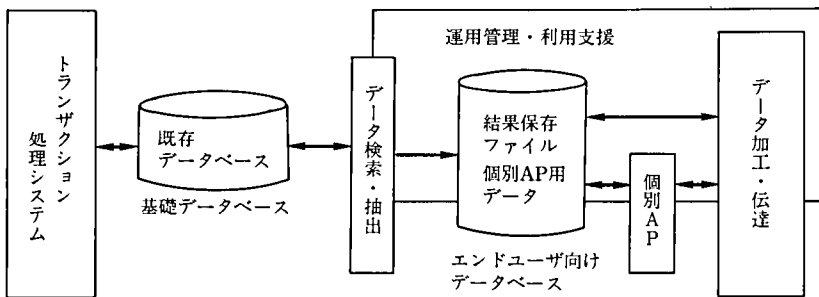 トランザクション
処理システム
既存
データベース
基礎データベース
データ検索・抽出
運用管理・利用支援
結果保存
ファイル
個別AP用
データ
エンドユーザ向け
データベース
個別AP
データ加工・伝達